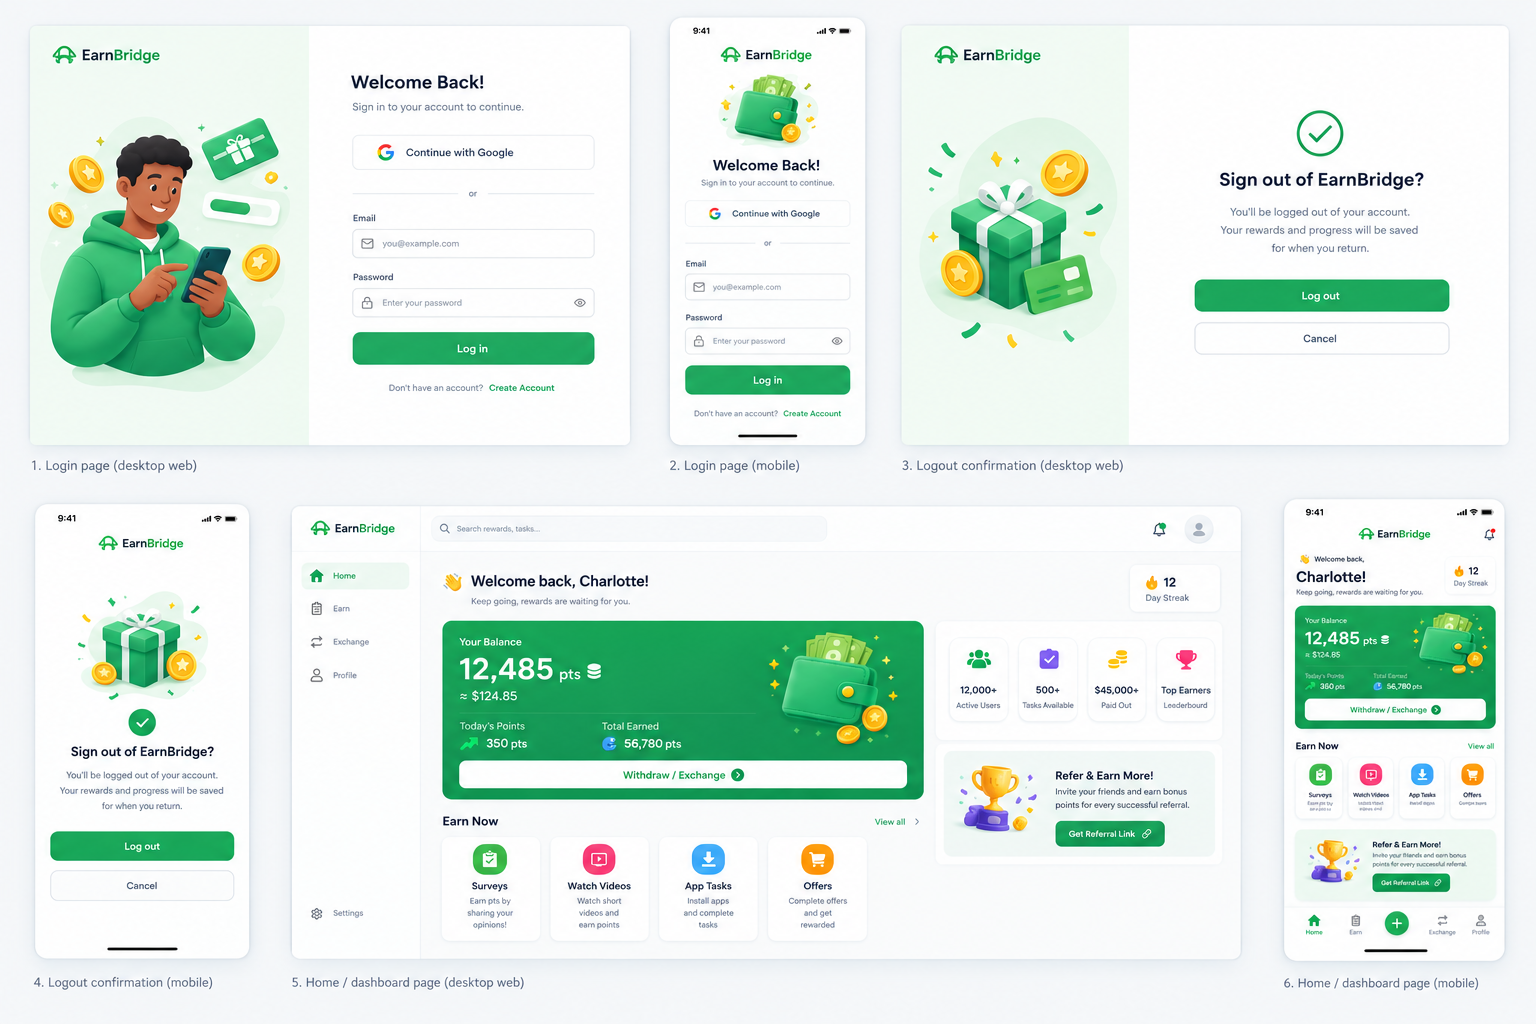 EarnBridge
Welcome Back!
Sign in to your account to continue.
Continue with Google
or
Email
you@example.com
Password
Enter your password
Log in
Don't have an account? Create Account
1. Login page (desktop web)
9:41
EarnBridge
Welcome Back!
Sign in to your account to continue.
Continue with Google
or
Email
you@example.com
Password
Enter your password
Log in
Don't have an account? Create Account
2. Login page (mobile)
EarnBridge
Sign out of EarnBridge?
You'll be logged out of your account.
Your rewards and progress will be saved
for when you return.
Log out
Cancel
3. Logout confirmation (desktop web)
9:41
EarnBridge
Sign out of EarnBridge?
You'll be logged out of your account.
Your rewards and progress will be saved
for when you return.
Log out
Cancel
4. Logout confirmation (mobile)
EarnBridge
Search rewards, tasks...
Home
Earn
Exchange
Profile
Settings
Welcome back, Charlotte!
Keep going, rewards are waiting for you.
12
Day Streak
Your Balance
12,485 pts
≈ $124.85
Today's Points
350 pts
Total Earned
56,780 pts
Withdraw / Exchange
12,000+
Active Users
500+
Tasks Available
$45,000+
Paid Out
Top Earners
Leaderbourd
Refer & Earn More!
Invite your friends and earn bonus
points for every successful referral.
Get Referral Link
Earn Now
View all
Surveys
Earn pts by
sharing your
opinions!
Watch Videos
Watch short
videos and
earn points
App Tasks
Install apps
and complete
tasks
Offers
Complete offers
and get
rewarded
5. Home / dashboard page (desktop web)
9:41
EarnBridge
Welcome back,
Charlotte!
Keep going, rewards are waiting for you.
12
Day Streak
Your Balance
12,485 pts
≈ $124.85
Today's Points
350 pts
Total Earned
56,780 pts
Withdraw / Exchange
Earn Now
View all
Surveys
Watch Videos
App Tasks
Offers
Refer & Earn More!
Invite your friends and earn bonus
points for every successful referral.
Get Referral Link
Home
Earn
Exchange
Profile
6. Home / dashboard page (mobile)